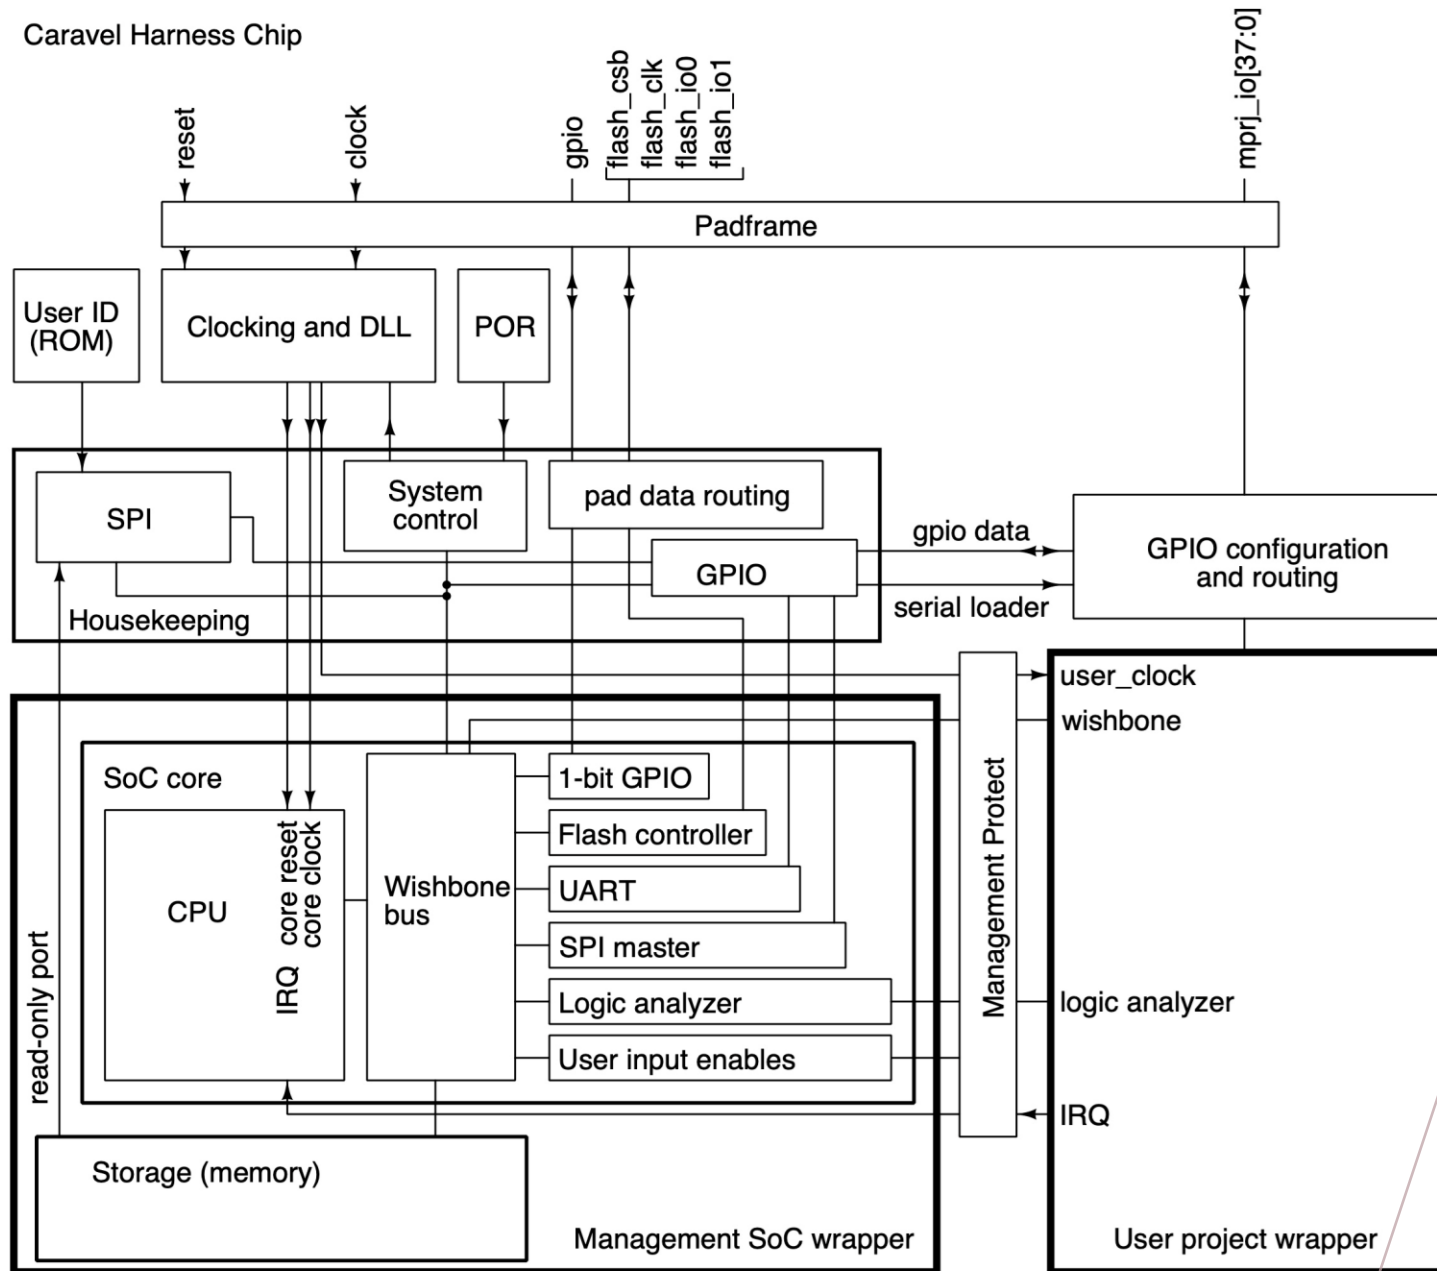 Caravel Harness Chip
reset
clock
gpio
flash_csb
flash_clk
flash_io0
flash_io1
mprj_io[37:0]
Padframe
User ID
(ROM)
Clocking and DLL
POR
SPI
System
control
pad data routing
GPIO
gpio data
serial loader
GPIO configuration
and routing
Housekeeping
user_clock
wishbone
SoC core
1-bit GPIO
Flash controller
UART
SPI master
Logic analyzer
User input enables
Wishbone
bus
CPU
core reset
core clock
IRQ
read-only port
Management Protect
logic analyzer
IRQ
Storage (memory)
Management SoC wrapper
User project wrapper